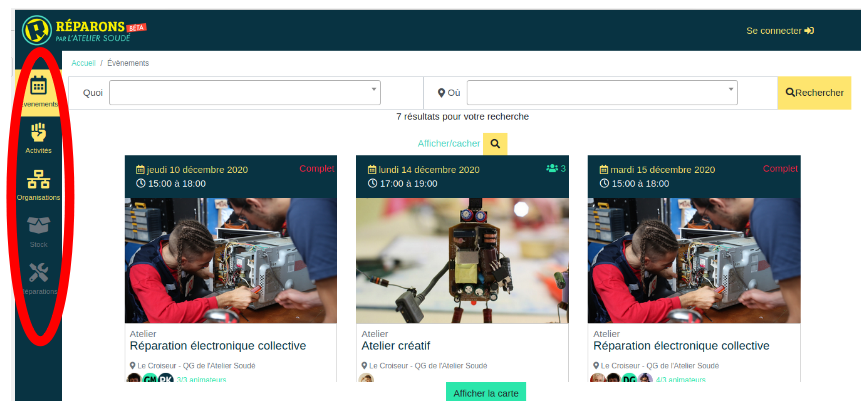 RÉPARONS BÉTA
PAR L'ATELIER SOUDÉ
Se connecter
Accueil / Évènements
Évènements
Activités
Organisations
Stock
Réparations
Quoi
Où
Rechercher
7 résultats pour votre recherche
Afficher/cacher
jeudi 10 décembre 2020 Complet
15:00 à 18:00
Atelier
Réparation électronique collective
Le Croiseur - QG de l'Atelier Soudé
GM RK 3/3 animateurs
lundi 14 décembre 2020 3
17:00 à 19:00
Atelier
Atelier créatif
Le Croiseur - QG de l'Atelier Soudé
mardi 15 décembre 2020 Complet
15:00 à 18:00
Atelier
Réparation électronique collective
Le Croiseur - QG de l'Atelier Soudé
DG 4/3 animateurs
Afficher la carte